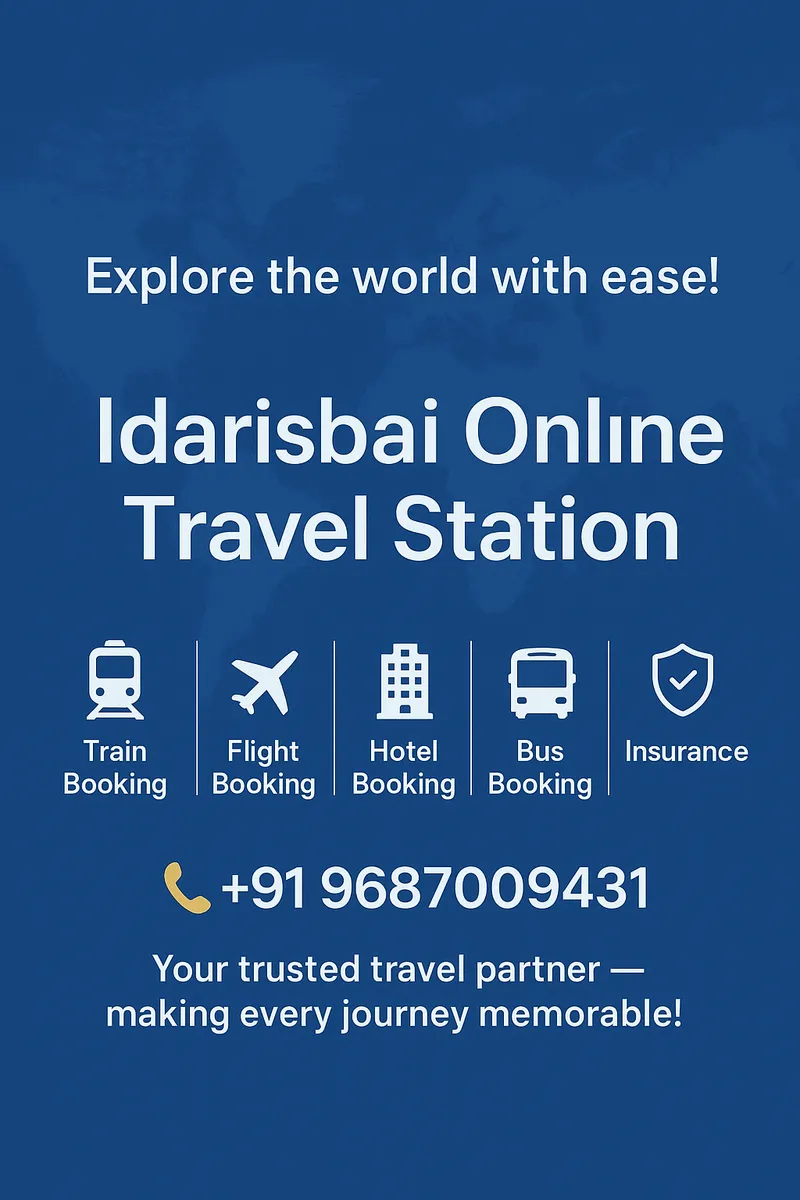 Explore the world with ease!
Idarisbai Onlıne
Travel Station
Train
Booking
Flight
Booking
Hotel
Booking
Bus
Booking
Insurance
+91 9687009431
Your trusted travel partner —
making every journey memorable!